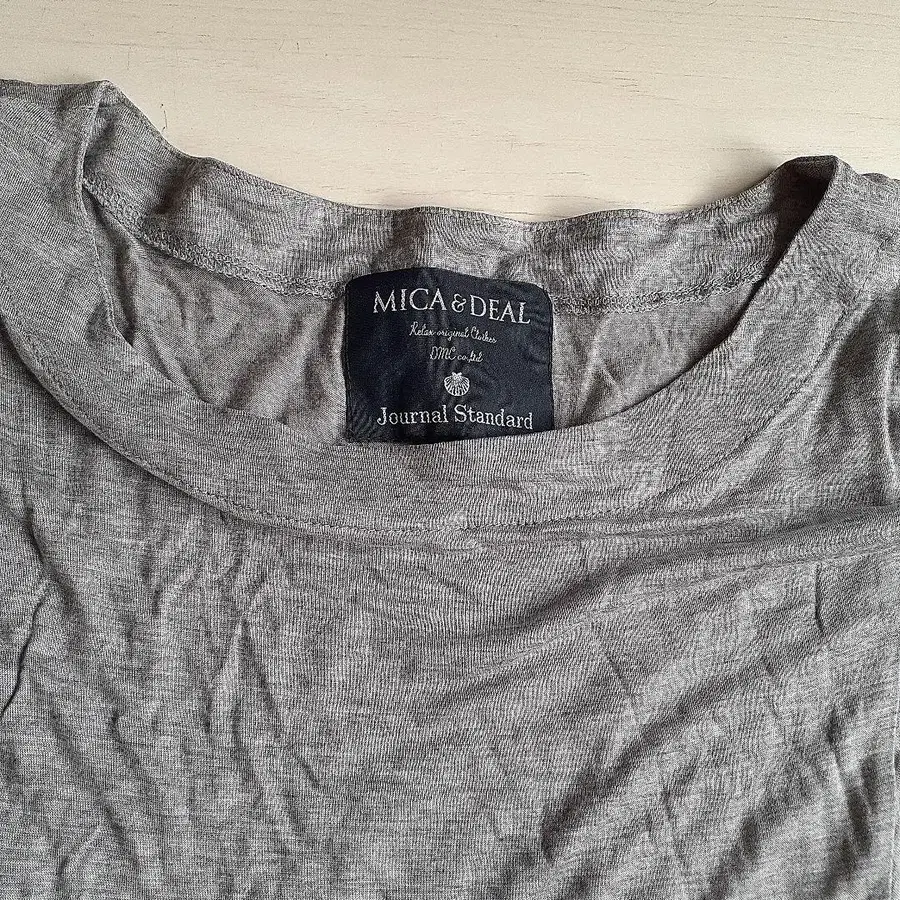 MICA & DEAL
Relax original Clothes
DMC co,ltd
Journal Standard